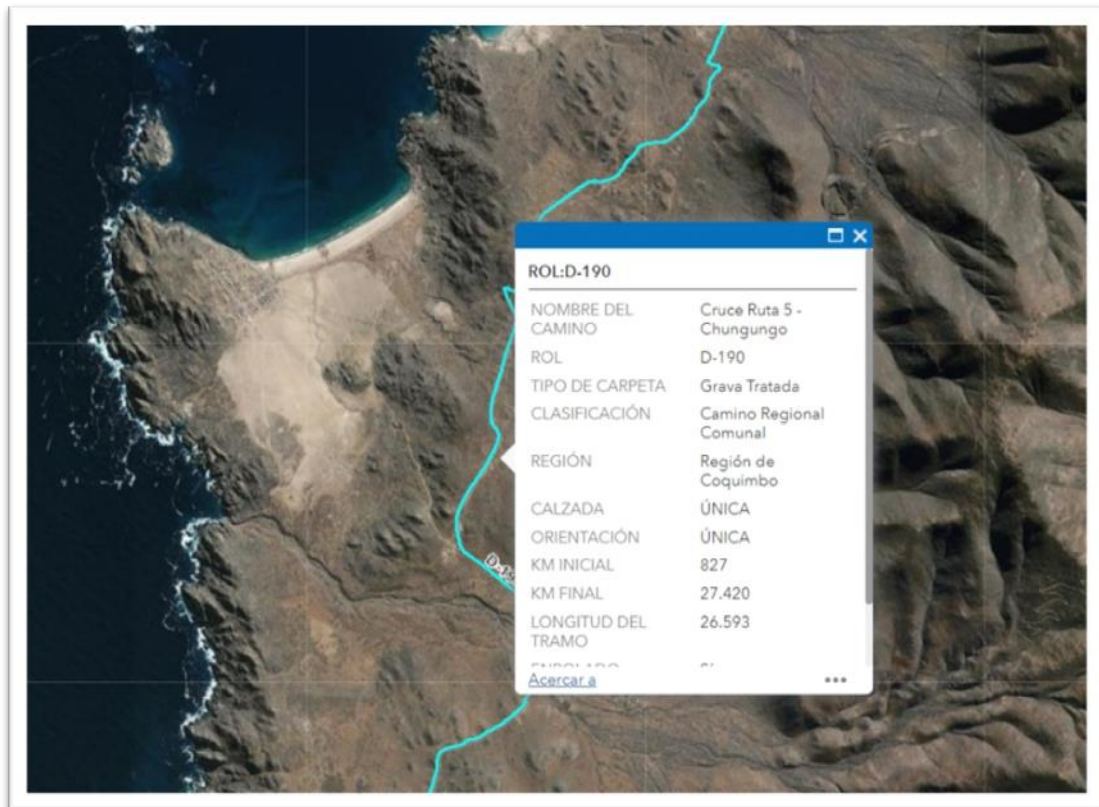 ROL:D-190
NOMBRE DEL CAMINO Cruce Ruta 5 - Chungungo
ROL D-190
TIPO DE CARPETA Grava Tratada
CLASIFICACIÓN Camino Regional Comunal
REGIÓN Región de Coquimbo
CALZADA ÚNICA
ORIENTACIÓN ÚNICA
KM INICIAL 827
KM FINAL 27.420
LONGITUD DEL TRAMO 26.593
Acercar a